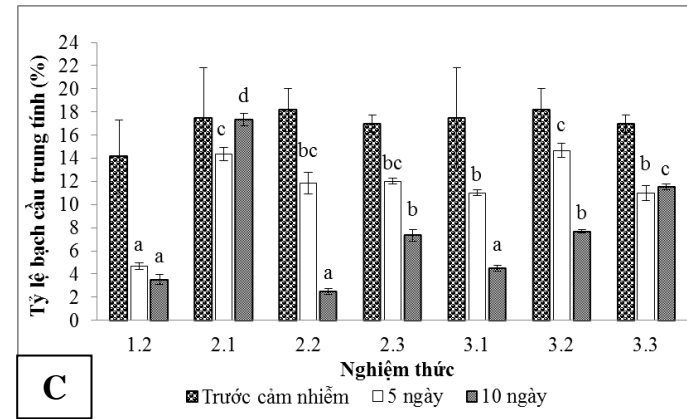 Tỷ lệ bạch cầu trung tính (%)
24
22
20
18
16
14
12
10
8
6
4
2
0
a a
c d
bc a
bc b
b a
c b
b c
1.2 2.1 2.2 2.3 3.1 3.2 3.3
Nghiệm thức
Trước cảm nhiễm 5 ngày 10 ngày
C